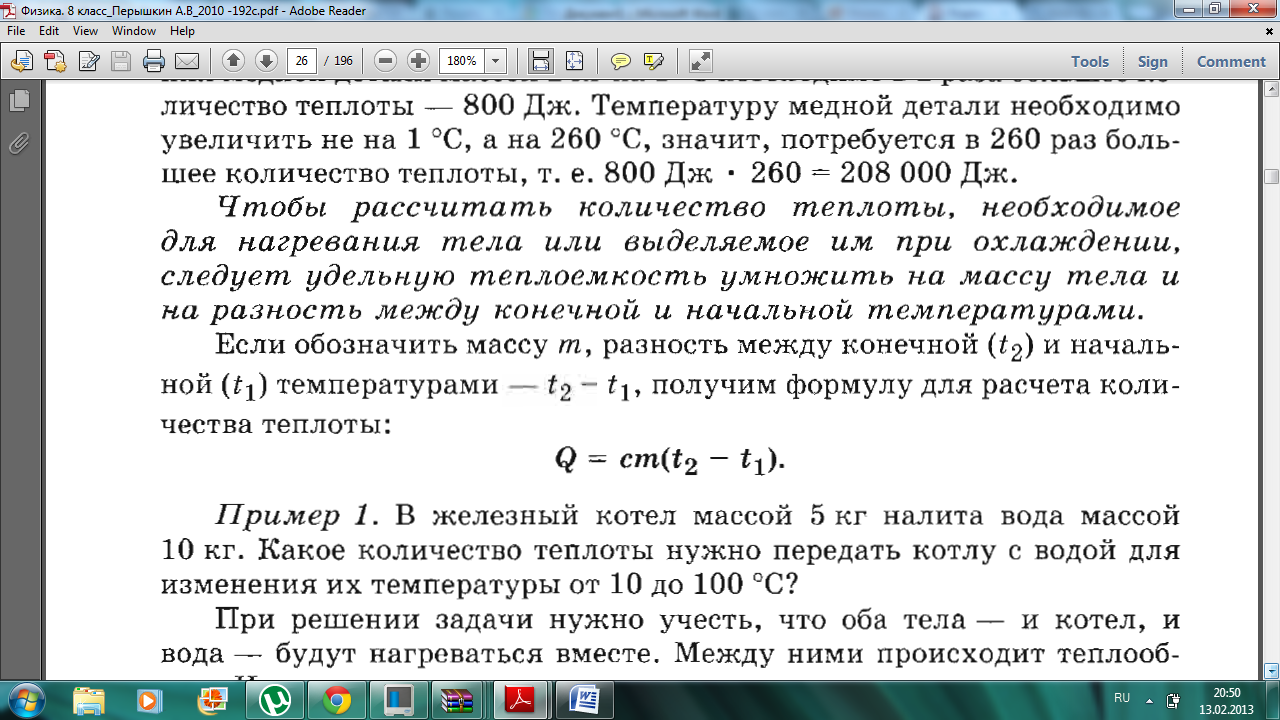 Физика. 8 класс_Перышкин А.В_2010 -192с.pdf - Adobe Reader
File Edit View Window Help
26 / 196 180% Tools Sign Comment
личество теплоты — 800 Дж. Температуру медной детали необходимо
увеличить не на 1 °С, а на 260 °С, значит, потребуется в 260 раз боль-
шее количество теплоты, т. е. 800 Дж · 260 = 208 000 Дж.
Чтобы рассчитать количество теплоты, необходимое
для нагревания тела или выделяемое им при охлаждении,
следует удельную теплоемкость умножить на массу тела и
на разность между конечной и начальной температурами.
Если обозначить массу m, разность между конечной (t₂) и началь-
ной (t₁) температурами — t₂ − t₁, получим формулу для расчета коли-
чества теплоты:
Q = cm(t₂ − t₁).
Пример 1. В железный котел массой 5 кг налита вода массой
10 кг. Какое количество теплоты нужно передать котлу с водой для
изменения их температуры от 10 до 100 °С?
При решении задачи нужно учесть, что оба тела — и котел, и
вода — будут нагреваться вместе. Между ними происходит теплооб-
RU 20:50
13.02.2013